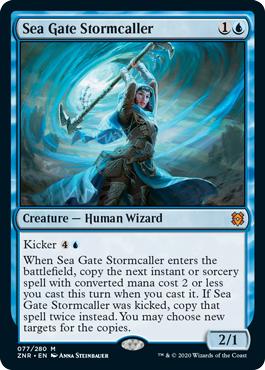 Sea Gate Stormcaller 1
Creature — Human Wizard
Kicker 4
When Sea Gate Stormcaller enters the
battlefield, copy the next instant or sorcery
spell with converted mana cost 2 or less
you cast this turn when you cast it. If Sea
Gate Stormcaller was kicked, copy that
spell twice instead. You may choose new
targets for the copies.
2/1
077/280 M
ZNR • EN Anna Steinbauer
™ & © 2020 Wizards of the Coast